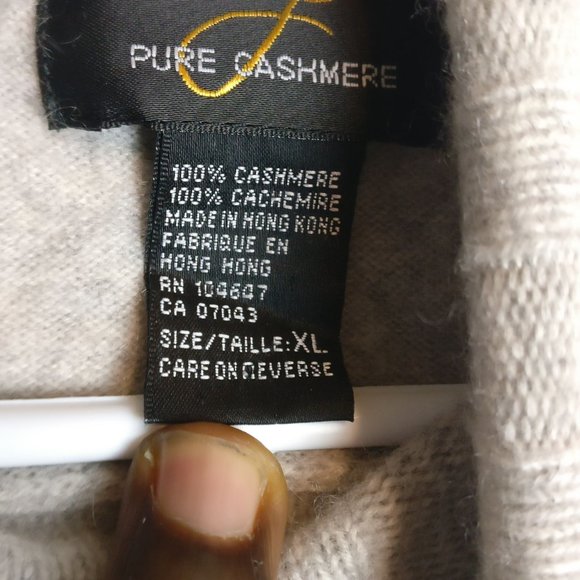 PURE CASHMERE
100% CASHMERE
100% CACHEMIRE
MADE IN HONG KONG
FABRIQUE EN
HONG HONG
RN 104647
CA 07043
SIZE/TAILLE: XL
CARE ON REVERSE